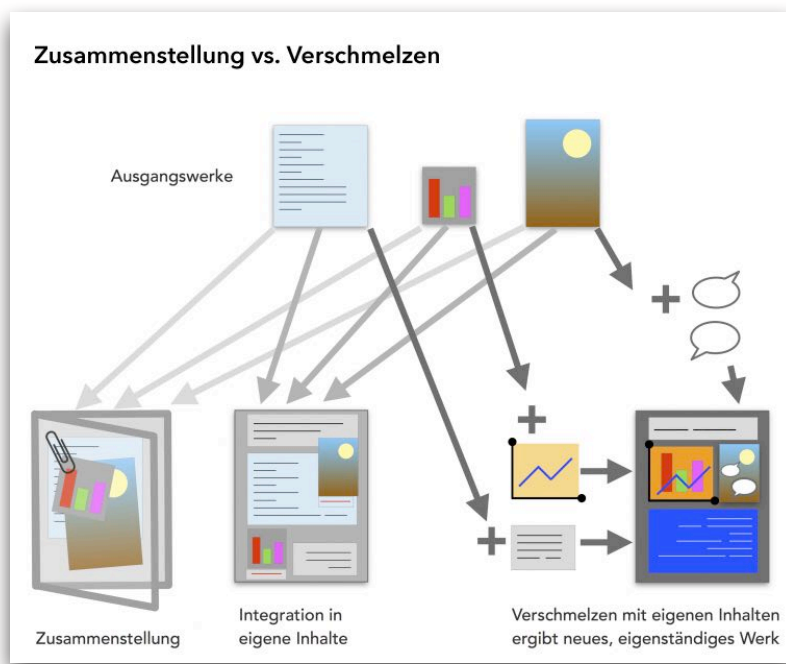 Zusammenstellung vs. Verschmelzen
Ausgangswerke
Zusammenstellung
Integration in
eigene Inhalte
Verschmelzen mit eigenen Inhalten
ergibt neues, eigenständiges Werk